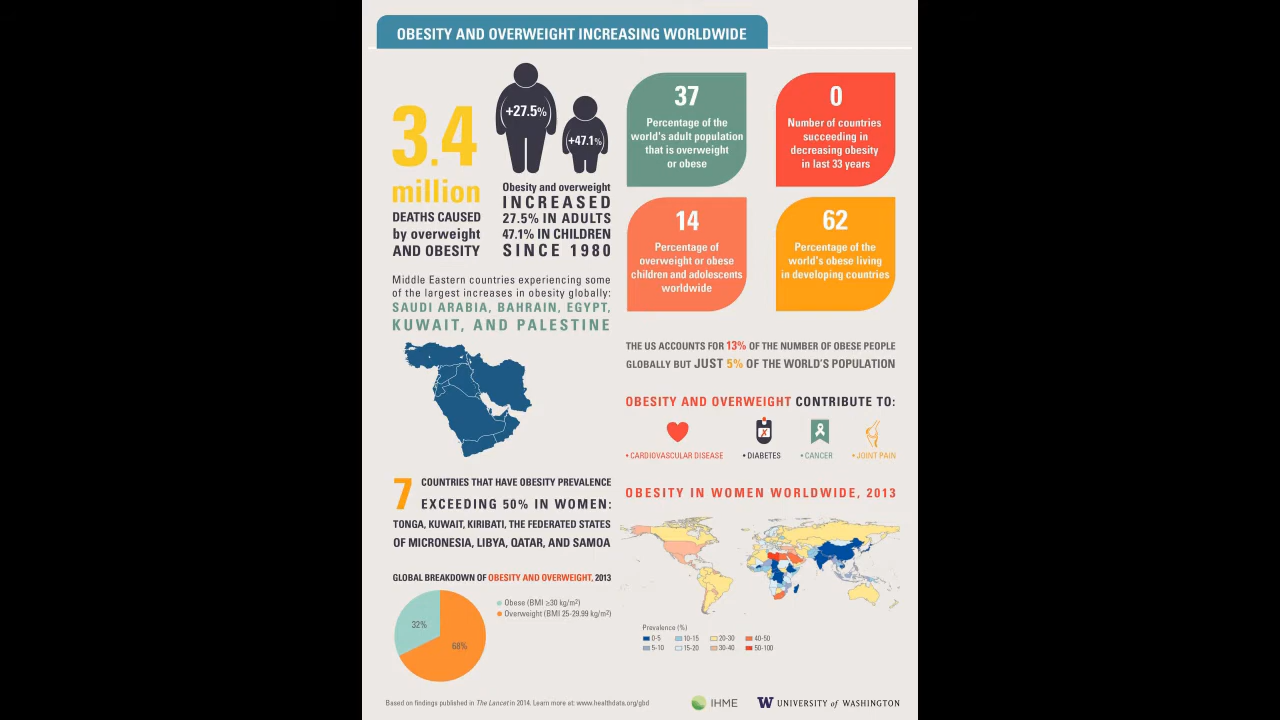 OBESITY AND OVERWEIGHT INCREASING WORLDWIDE
3.4
million
DEATHS CAUSED
by overweight
AND OBESITY
+27.5%
+47.1%
Obesity and overweight
INCREASED
27.5% IN ADULTS
47.1% IN CHILDREN
SINCE 1980
37
Percentage of the
world's adult population
that is overweight
or obese
0
Number of countries
succeeding in
decreasing obesity
in last 33 years
14
Percentage of
overweight or obese
children and adolescents
worldwide
62
Percentage of the
world's obese living
in developing countries
Middle Eastern countries experiencing some
of the largest increases in obesity globally:
SAUDI ARABIA, BAHRAIN, EGYPT,
KUWAIT, AND PALESTINE
THE US ACCOUNTS FOR 13% OF THE NUMBER OF OBESE PEOPLE
GLOBALLY BUT JUST 5% OF THE WORLD'S POPULATION
OBESITY AND OVERWEIGHT CONTRIBUTE TO:
• CARDIOVASCULAR DISEASE
• DIABETES
• CANCER
• JOINT PAIN
7
COUNTRIES THAT HAVE OBESITY PREVALENCE
EXCEEDING 50% IN WOMEN:
TONGA, KUWAIT, KIRIBATI, THE FEDERATED STATES
OF MICRONESIA, LIBYA, QATAR, AND SAMOA
OBESITY IN WOMEN WORLDWIDE, 2013
GLOBAL BREAKDOWN OF OBESITY AND OVERWEIGHT, 2013
32%
68%
Obese (BMI ≥30 kg/m²)
Overweight (BMI 25-29.99 kg/m²)
Prevalence (%)
0-5 10-15 20-30 40-50
5-10 15-20 30-40 50-100
Based on findings published in The Lancet in 2014. Learn more at: www.healthdata.org/gbd
IHME
W UNIVERSITY of WASHINGTON